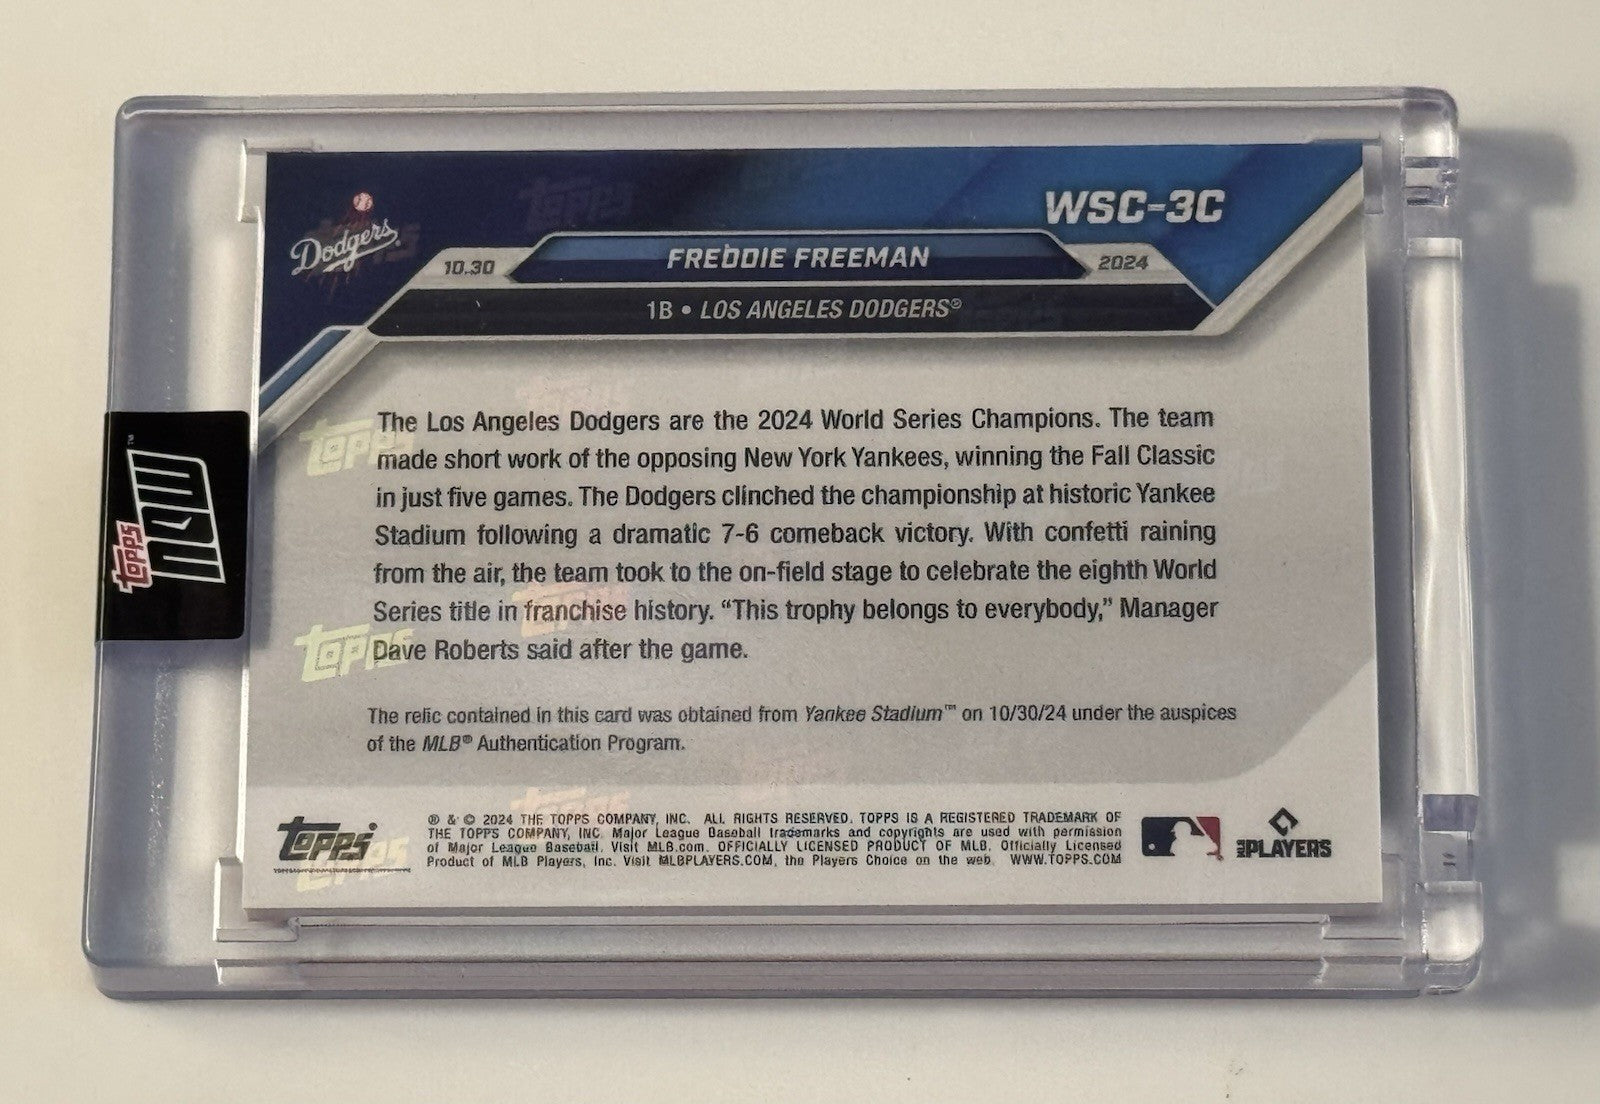 Dodgers
WSC-3C
10.30
FREDDIE FREEMAN
2024
1B • LOS ANGELES DODGERS®
The Los Angeles Dodgers are the 2024 World Series Champions. The team
made short work of the opposing New York Yankees, winning the Fall Classic
in just five games. The Dodgers clinched the championship at historic Yankee
Stadium following a dramatic 7-6 comeback victory. With confetti raining
from the air, the team took to the on-field stage to celebrate the eighth World
Series title in franchise history. “This trophy belongs to everybody,” Manager
Dave Roberts said after the game.
The relic contained in this card was obtained from Yankee Stadium™ on 10/30/24 under the auspices
of the MLB® Authentication Program.
topps
® & © 2024 THE TOPPS COMPANY, INC. ALL RIGHTS RESERVED. TOPPS IS A REGISTERED TRADEMARK OF
THE TOPPS COMPANY, INC. Major League Baseball trademarks and copyrights are used with permission
of Major League Baseball. Visit MLB.com. OFFICIALLY LICENSED PRODUCT OF MLB. Officially Licensed
Product of MLB Players, Inc. Visit MLBPLAYERS.COM, the Players Choice on the web. WWW.TOPPS.COM
MLB PLAYERS
topps NOW™
topps
topps
topps
topps
topps
topps